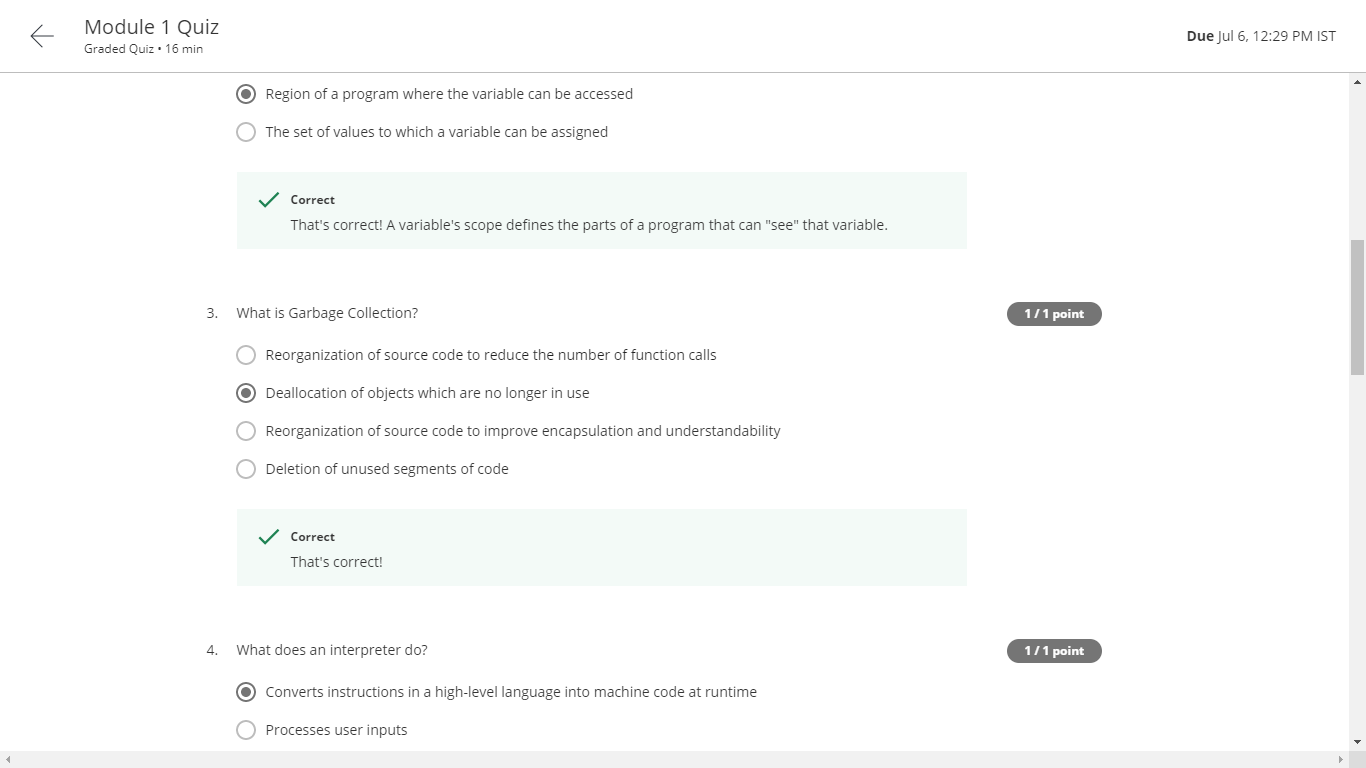 Module 1 Quiz
Graded Quiz • 16 min
Due Jul 6, 12:29 PM IST
Region of a program where the variable can be accessed
The set of values to which a variable can be assigned
Correct
That's correct! A variable's scope defines the parts of a program that can "see" that variable.
3. What is Garbage Collection?
1 / 1 point
Reorganization of source code to reduce the number of function calls
Deallocation of objects which are no longer in use
Reorganization of source code to improve encapsulation and understandability
Deletion of unused segments of code
Correct
That's correct!
4. What does an interpreter do?
1 / 1 point
Converts instructions in a high-level language into machine code at runtime
Processes user inputs